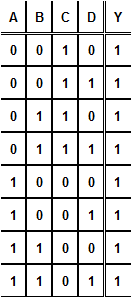 A B C D Y
0 0 1 0 1
0 0 1 1 1
0 1 1 0 1
0 1 1 1 1
1 0 0 0 1
1 0 0 1 1
1 1 0 0 1
1 1 0 1 1